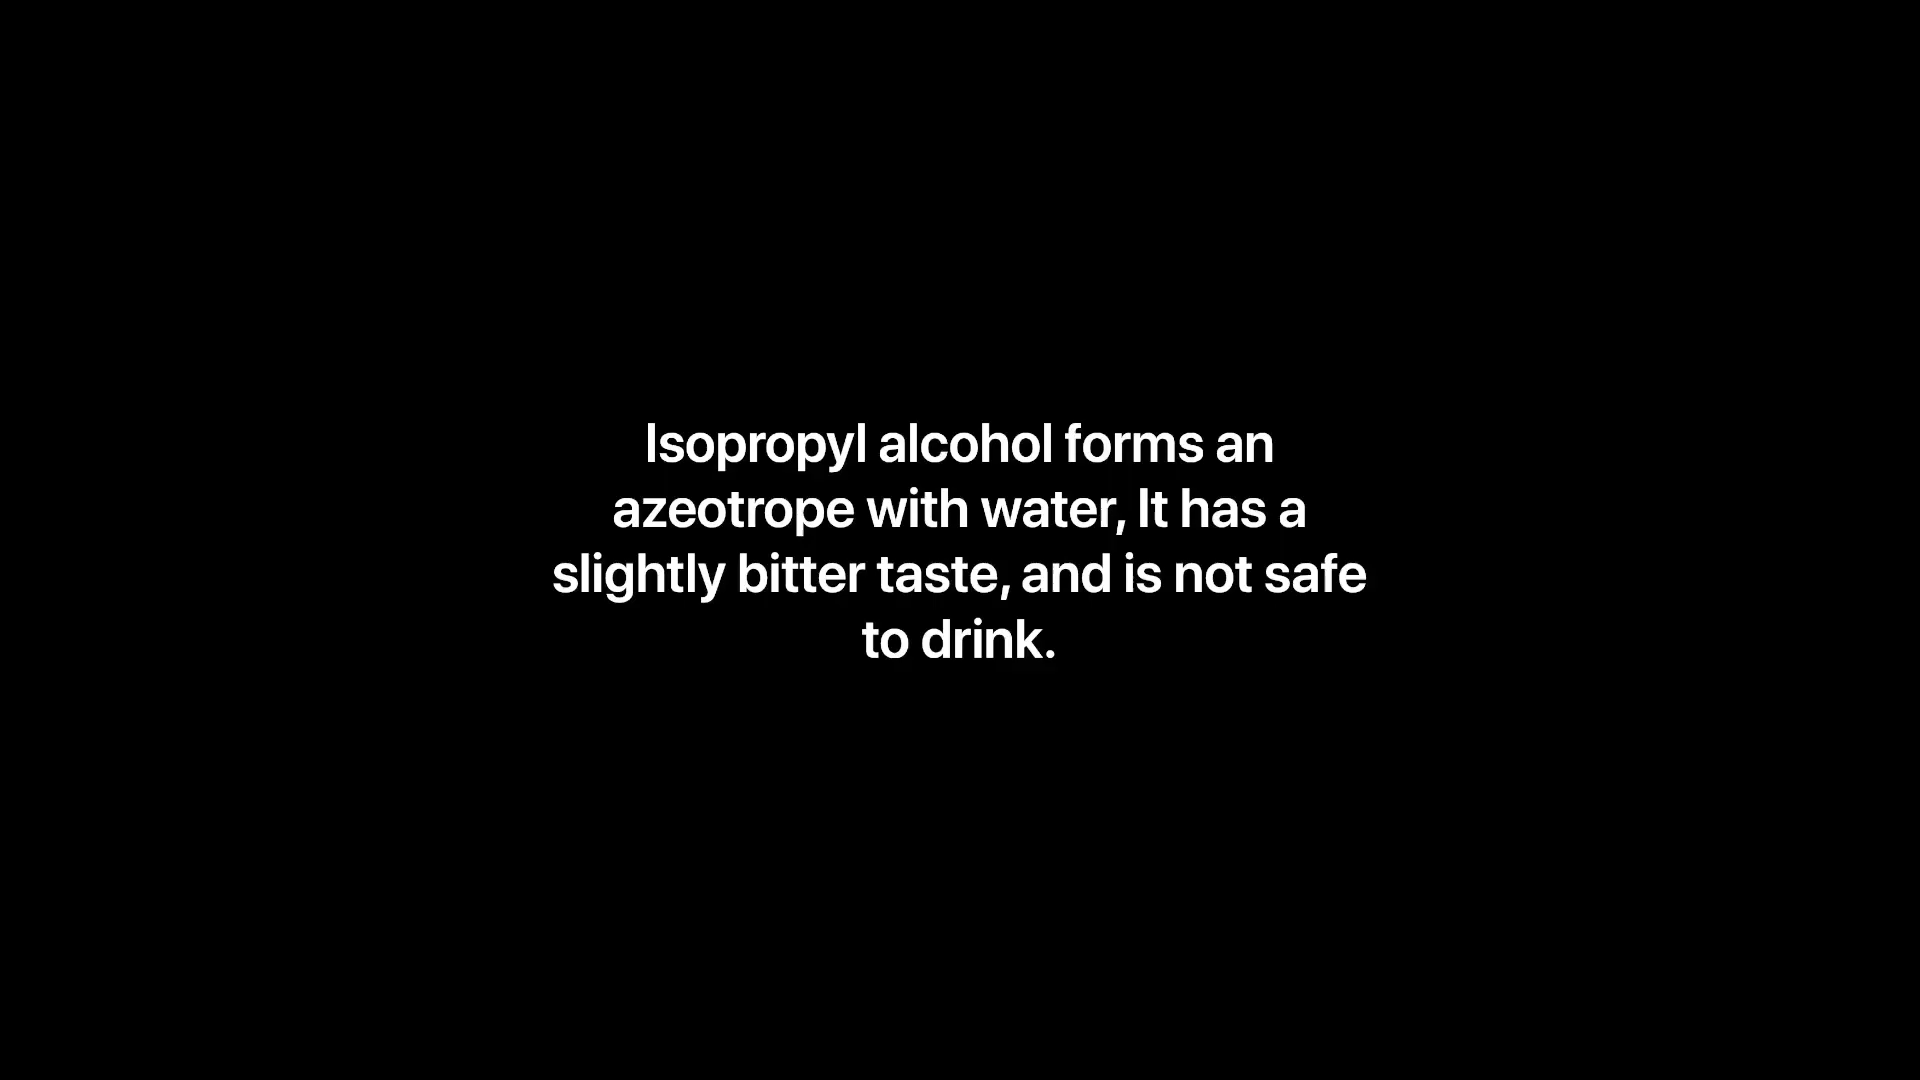 Isopropyl alcohol forms an
azeotrope with water, It has a
slightly bitter taste, and is not safe
to drink.